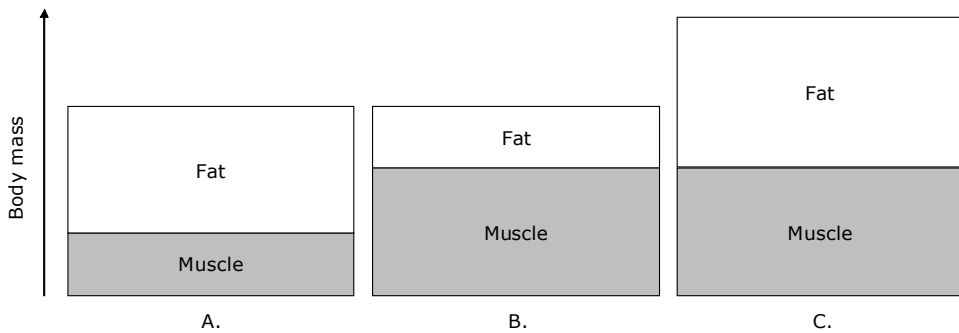 Body mass
Fat
Muscle
A.
Fat
Muscle
B.
Fat
Muscle
C.